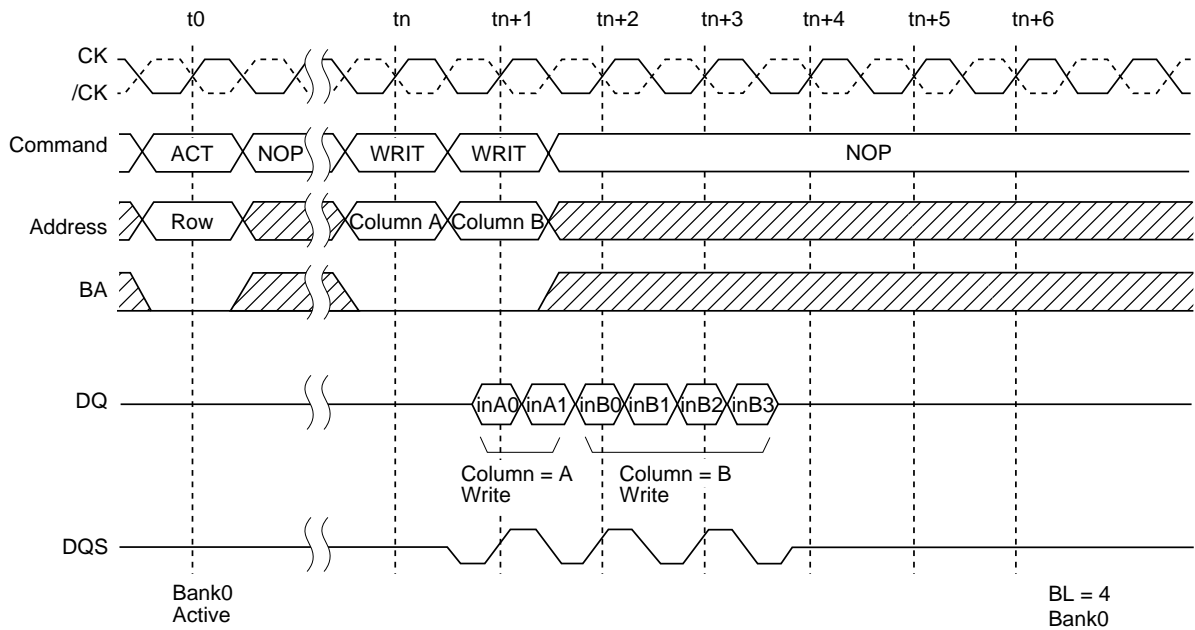 t0 tn tn+1 tn+2 tn+3 tn+4 tn+5 tn+6
CK
/CK
Command ACT NOP WRIT WRIT NOP
Address Row Column A Column B
BA
DQ inA0 inA1 inB0 inB1 inB2 inB3
Column = A Column = B
Write Write
DQS
Bank0 BL = 4
Active Bank0